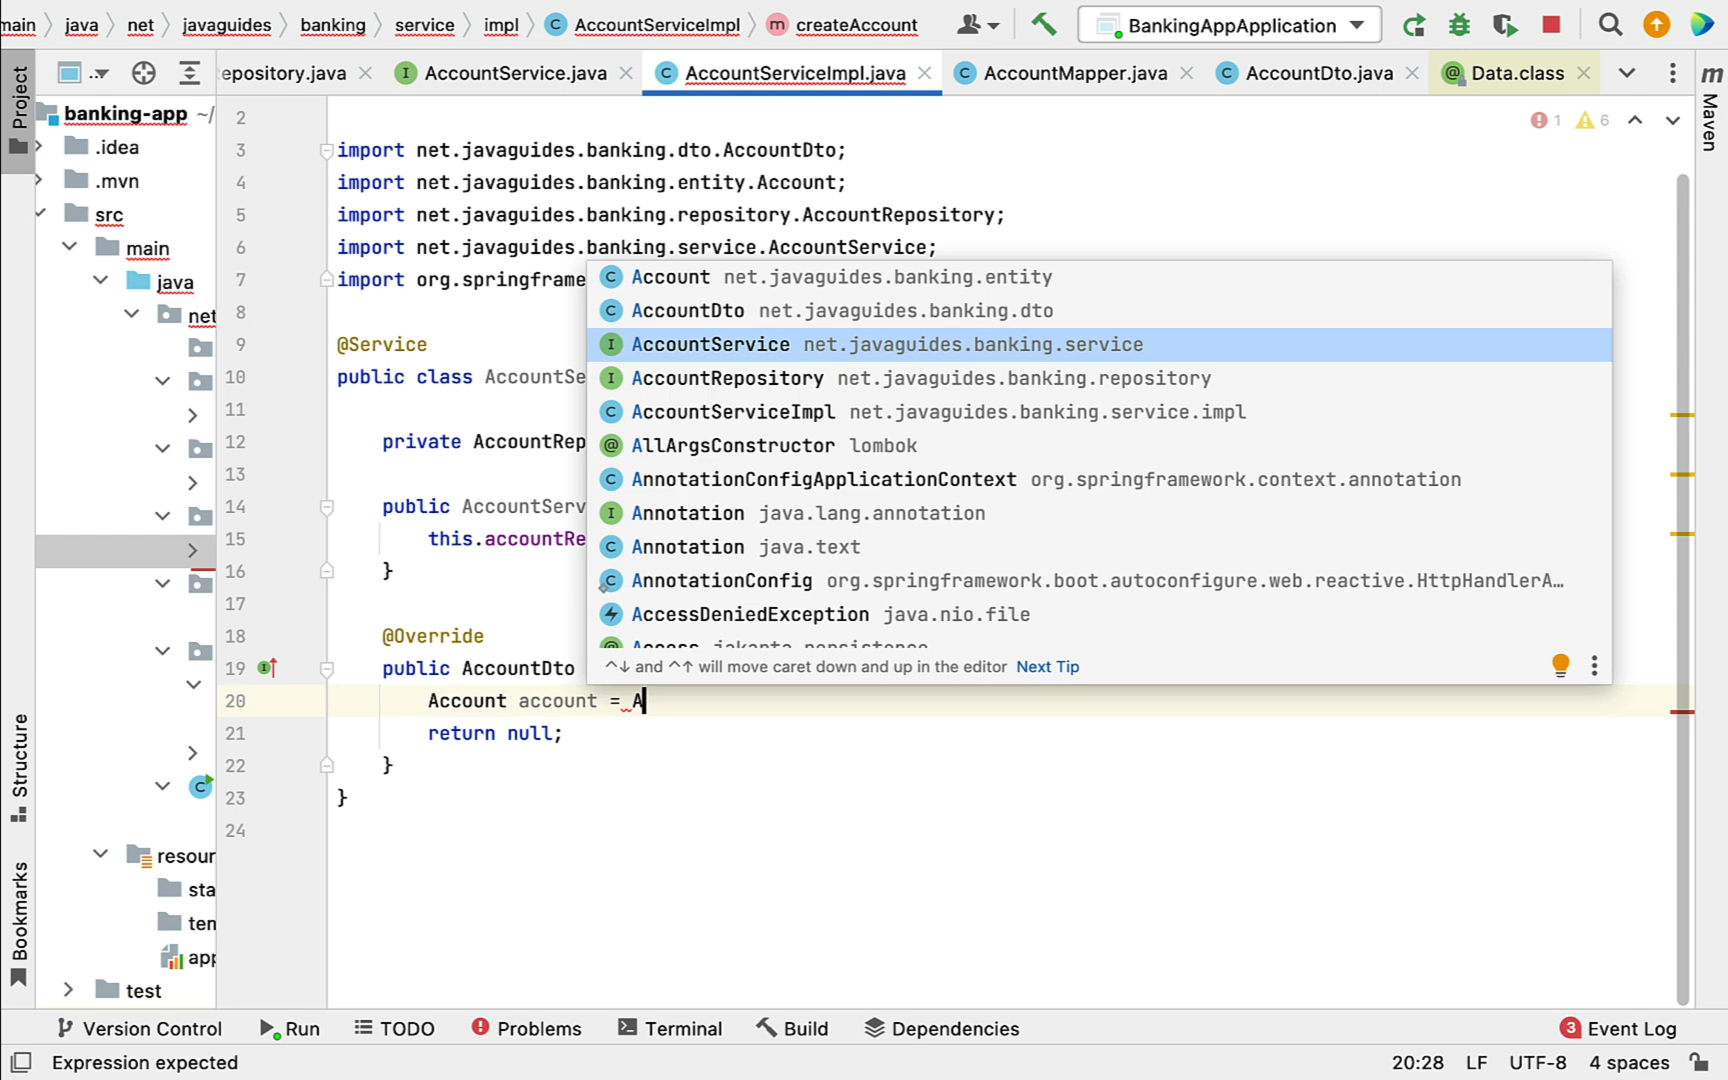 main java net javaguides banking service impl AccountServiceImpl createAccount BankingAppApplication
epository.java AccountService.java AccountServiceImpl.java AccountMapper.java AccountDto.java Data.class
Project
banking-app ~/
.idea
.mvn
src
main
java
net
resour
sta
ten
app
test
Structure
Bookmarks
m Maven
1 6
2
3 import net.javaguides.banking.dto.AccountDto;
4 import net.javaguides.banking.entity.Account;
5 import net.javaguides.banking.repository.AccountRepository;
6 import net.javaguides.banking.service.AccountService;
7 import org.springframe
8
9 @Service
10 public class AccountSe
11
12 private AccountRep
13
14 public AccountServ
15 this.accountRe
16 }
17
18 @Override
19 public AccountDto
20 Account account = A
21 return null;
22 }
23 }
24
Account net.javaguides.banking.entity
AccountDto net.javaguides.banking.dto
AccountService net.javaguides.banking.service
AccountRepository net.javaguides.banking.repository
AccountServiceImpl net.javaguides.banking.service.impl
AllArgsConstructor lombok
AnnotationConfigApplicationContext org.springframework.context.annotation
Annotation java.lang.annotation
Annotation java.text
AnnotationConfig org.springframework.boot.autoconfigure.web.reactive.HttpHandlerA…
AccessDeniedException java.nio.file
Access jakarta.persistence
^↓ and ^↑ will move caret down and up in the editor Next Tip
Version Control Run TODO Problems Terminal Build Dependencies 3 Event Log
Expression expected 20:28 LF UTF-8 4 spaces